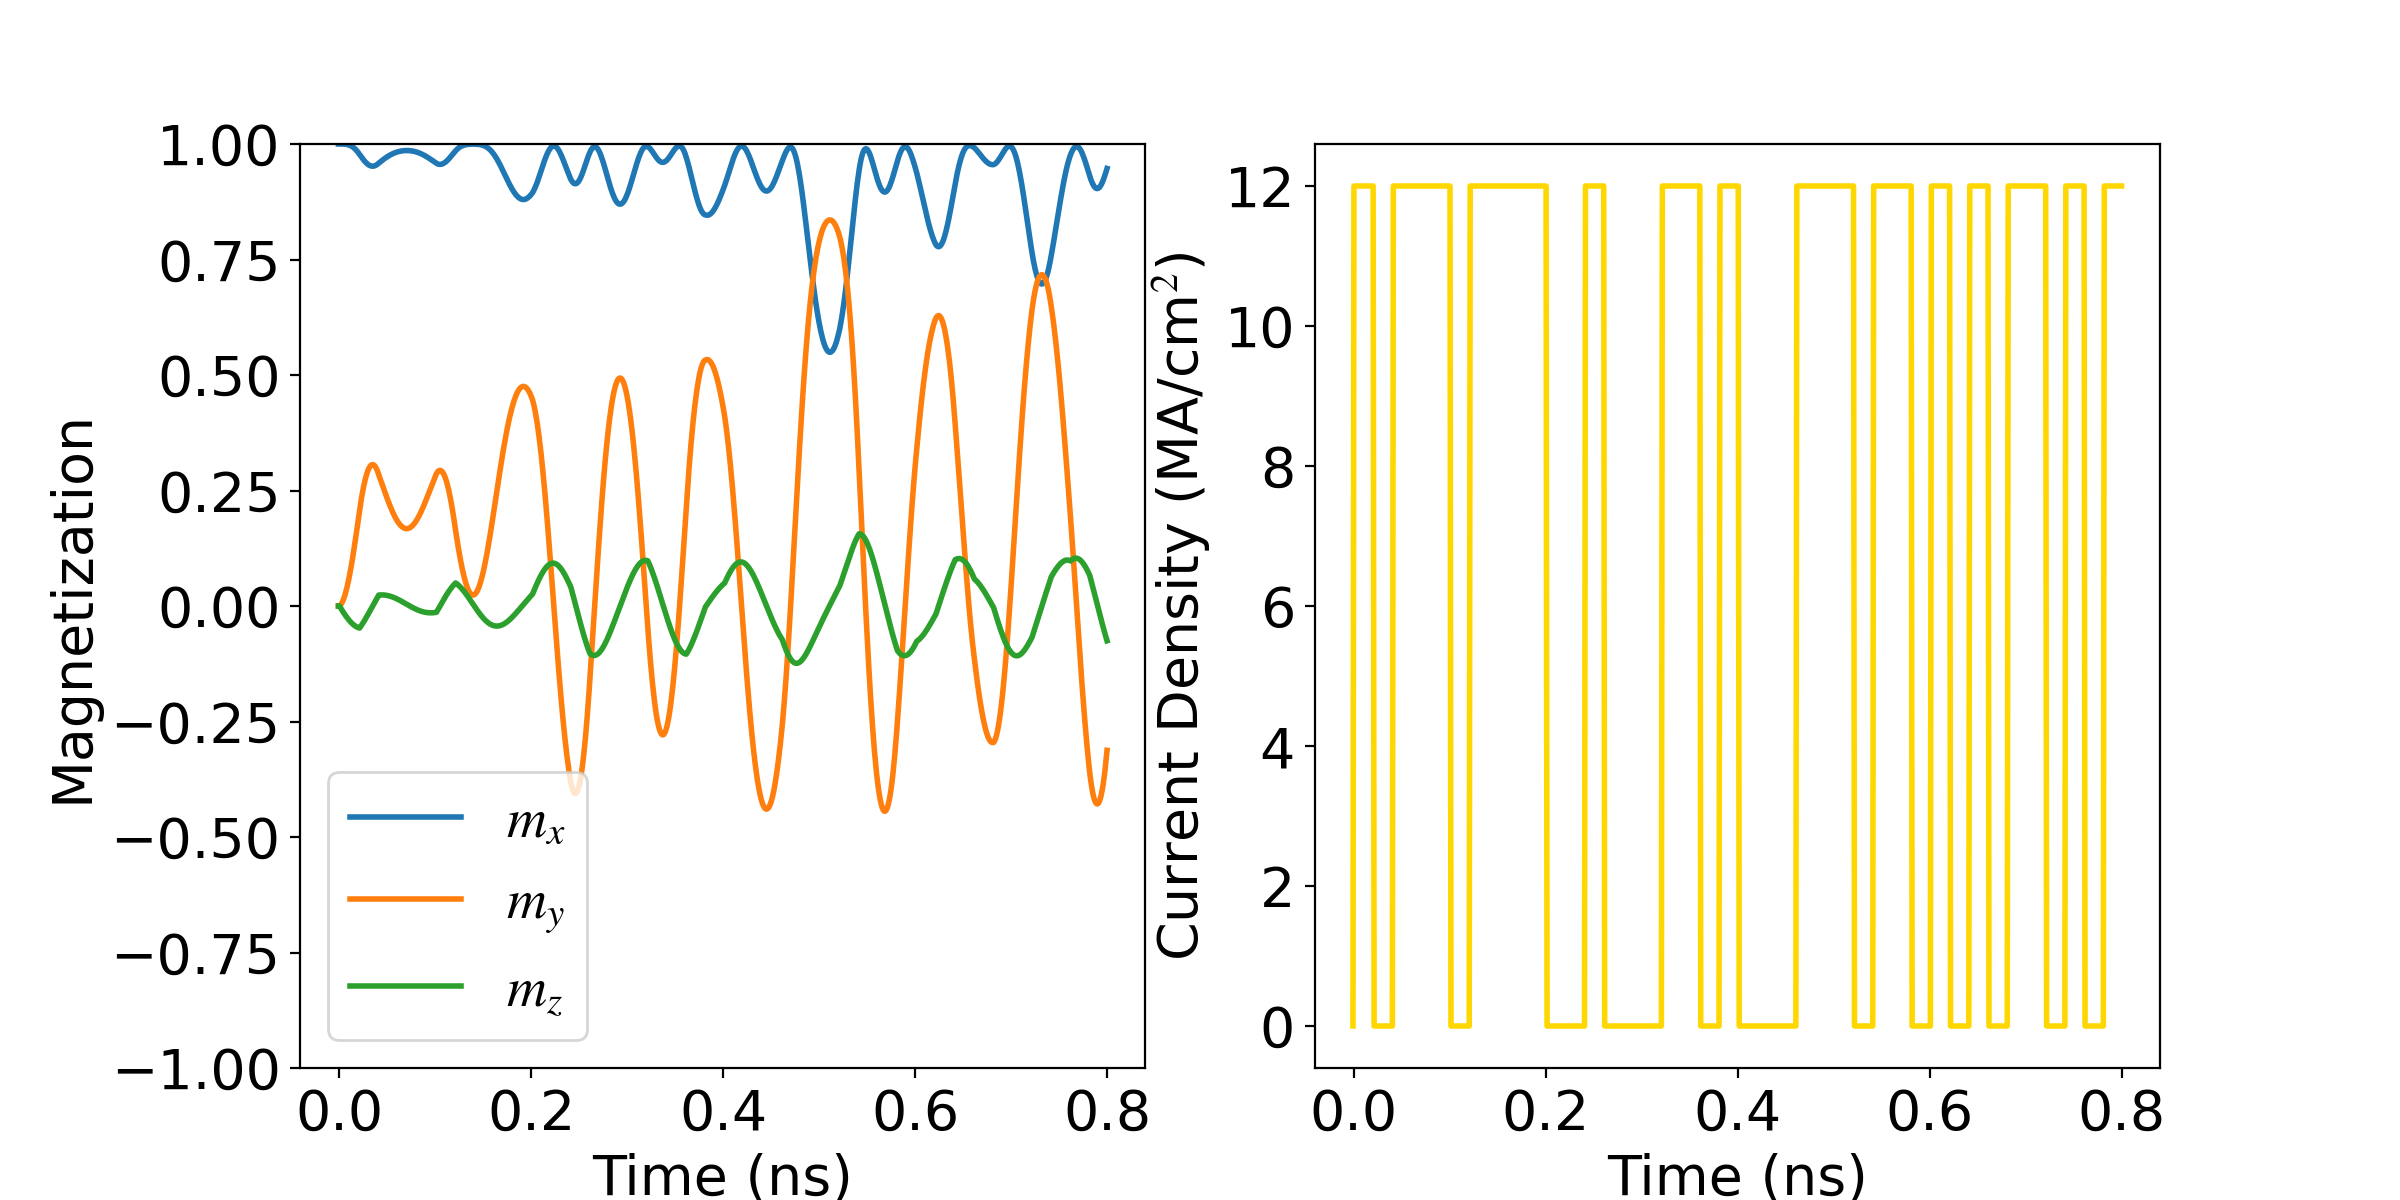 Magnetization
1.00
0.75
0.50
0.25
0.00
−0.25
−0.50
−0.75
−1.00
0.0 0.2 0.4 0.6 0.8
Time (ns)
m_x
m_y
m_z
Current Density (MA/cm²)
12
10
8
6
4
2
0
0.0 0.2 0.4 0.6 0.8
Time (ns)